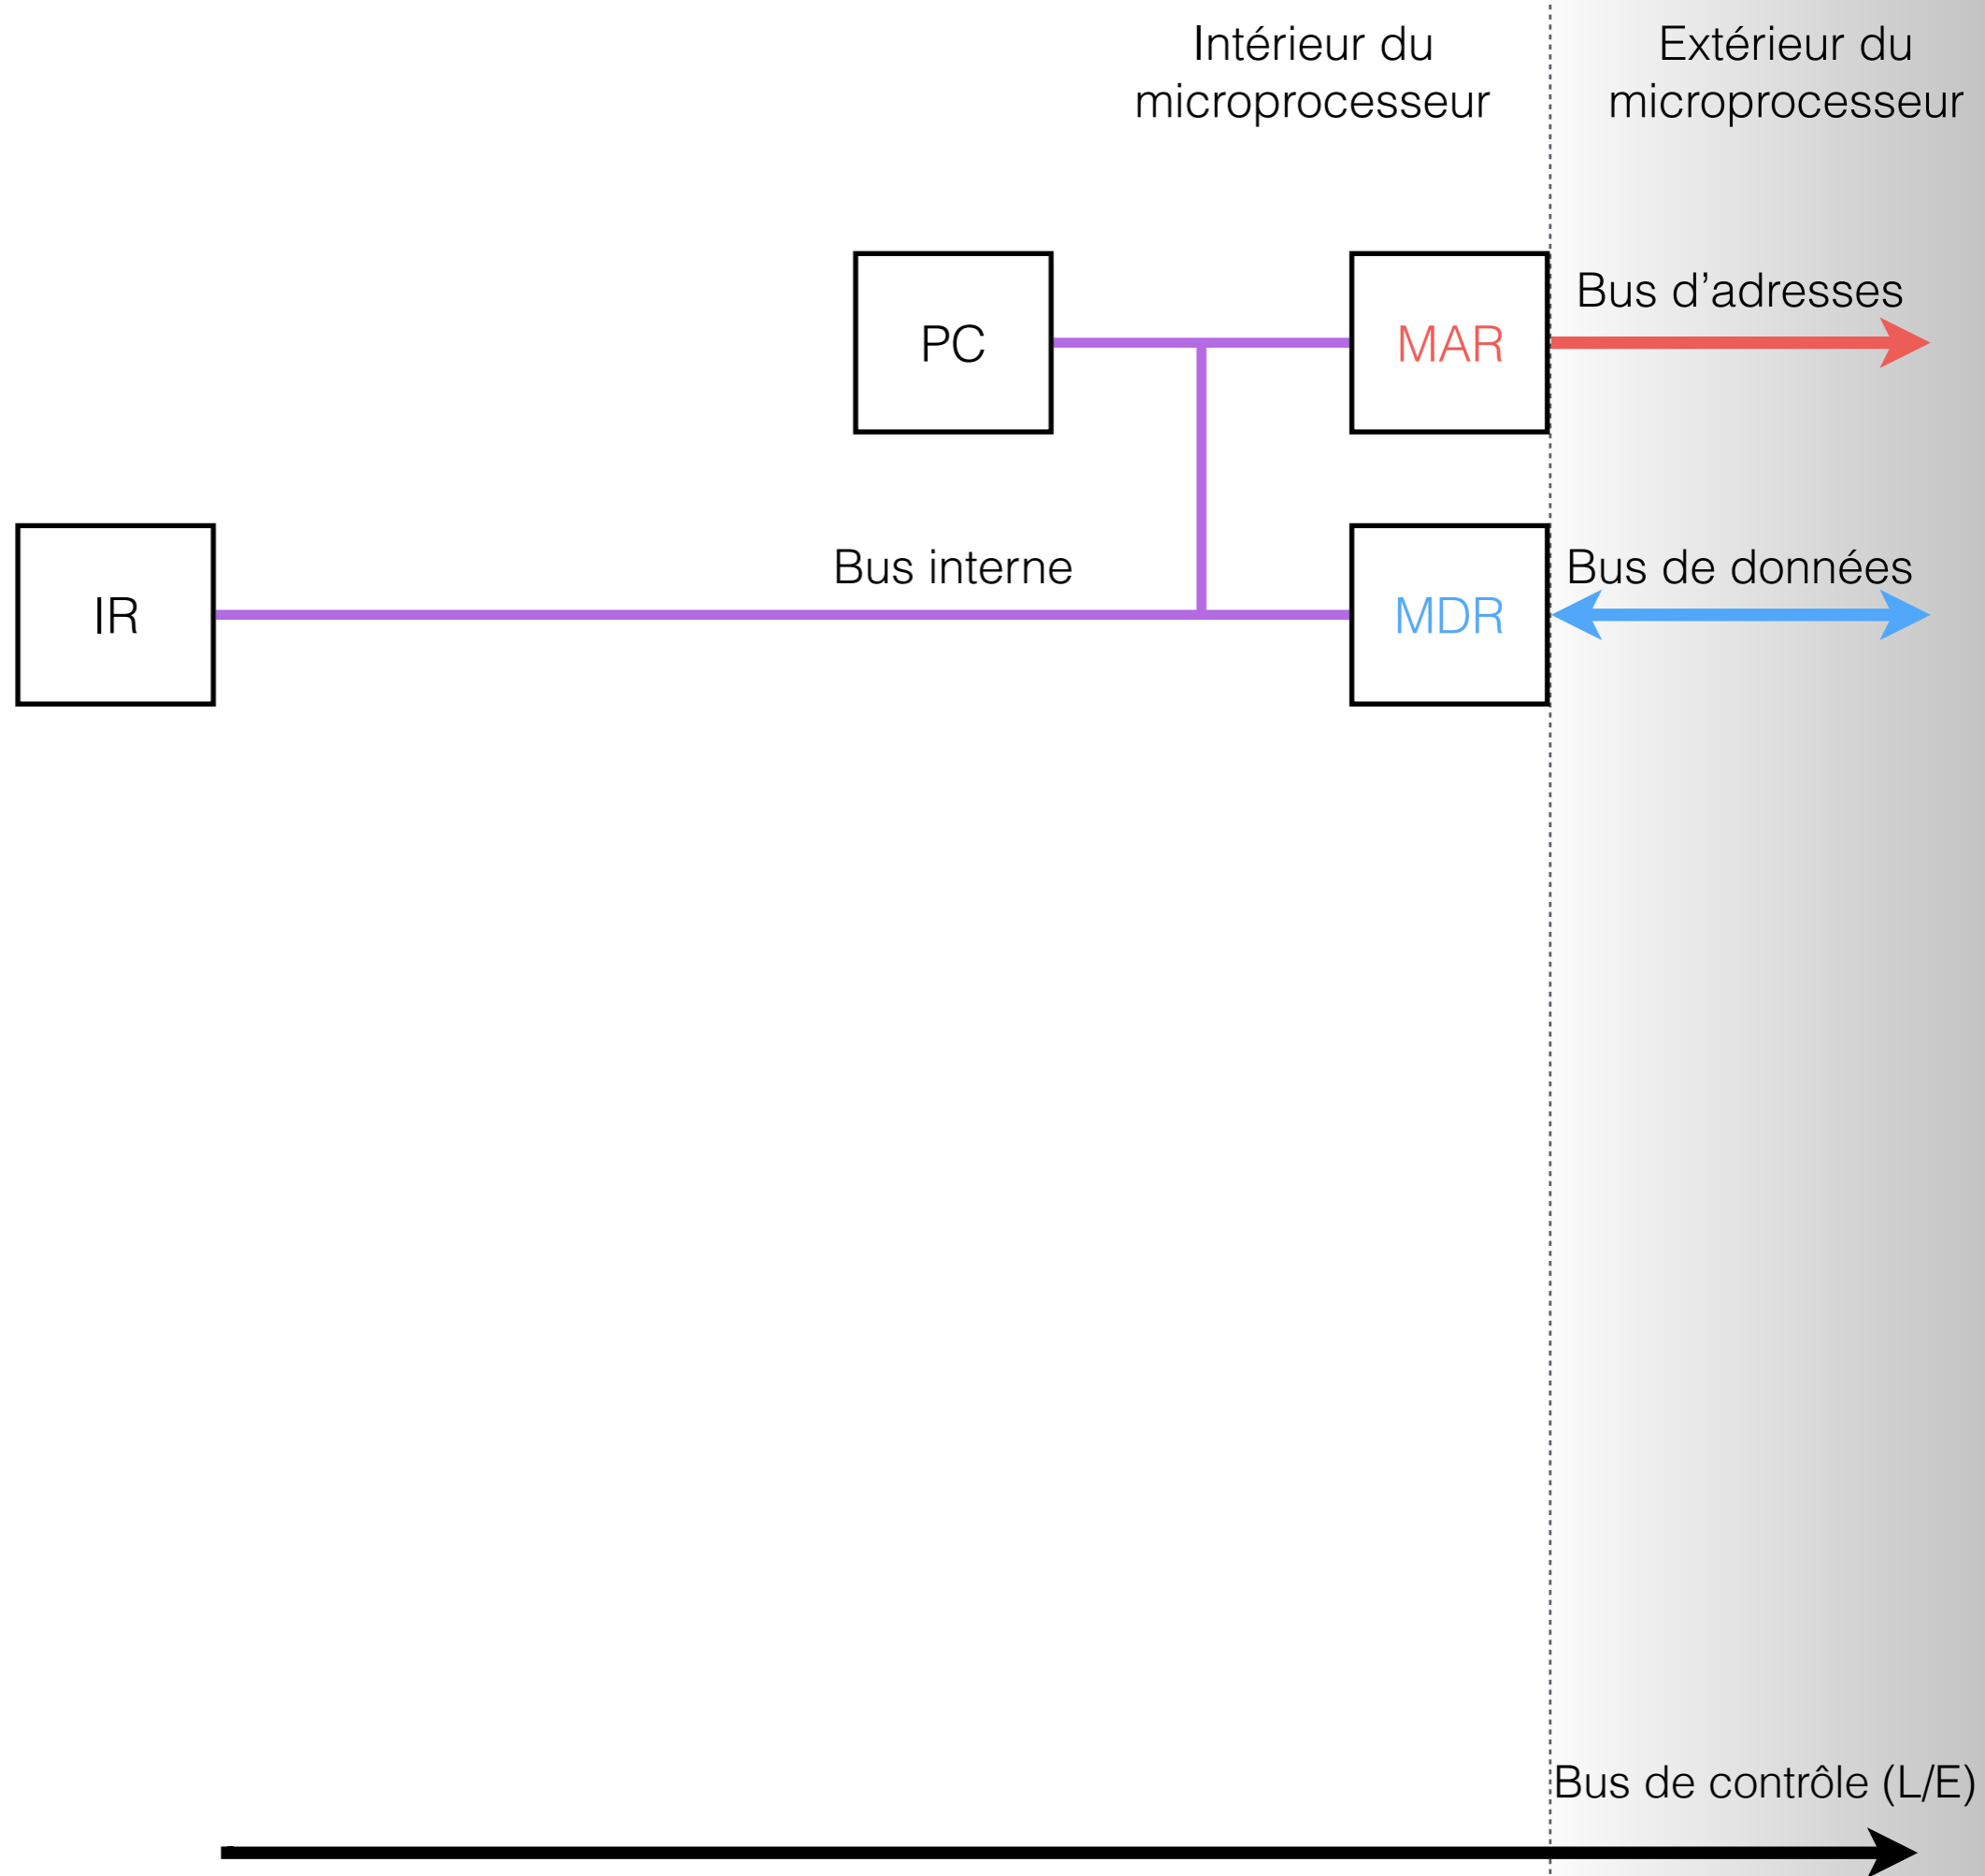 Intérieur du
microprocesseur
Extérieur du
microprocesseur
PC
MAR
Bus d’adresses
IR
Bus interne
MDR
Bus de données
Bus de contrôle (L/E)